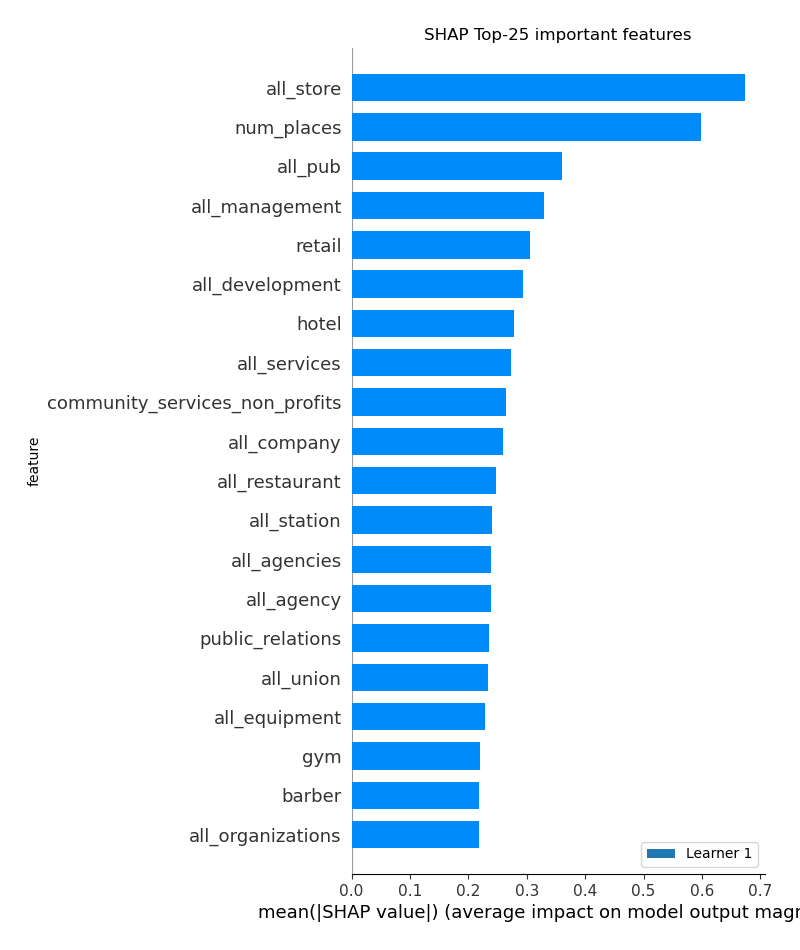 SHAP Top-25 important features
all_store
num_places
all_pub
all_management
retail
all_development
hotel
all_services
community_services_non_profits
all_company
all_restaurant
all_station
all_agencies
all_agency
public_relations
all_union
all_equipment
gym
barber
all_organizations
feature
Learner 1
0.0 0.1 0.2 0.3 0.4 0.5 0.6 0.7
mean(|SHAP value|) (average impact on model output magn